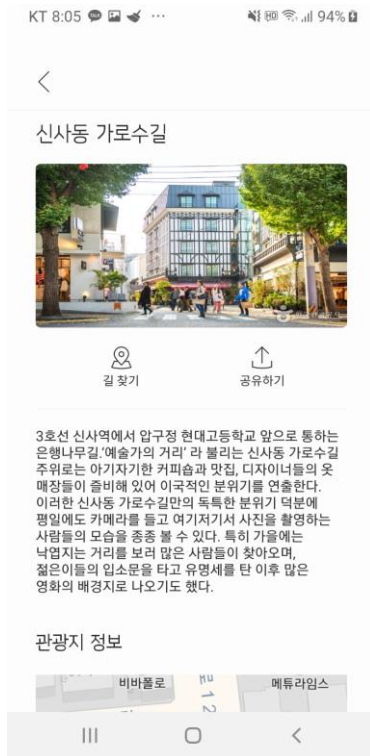 KT 8:05
94%
신사동 가로수길
길 찾기
공유하기
3호선 신사역에서 압구정 현대고등학교 앞으로 통하는
은행나무길.‘예술가의 거리’ 라 불리는 신사동 가로수길
주위로는 아기자기한 커피숍과 맛집, 디자이너들의 옷
매장들이 즐비해 있어 이국적인 분위기를 연출한다.
이러한 신사동 가로수길만의 독특한 분위기 덕분에
평일에도 카메라를 들고 여기저기서 사진을 촬영하는
사람들의 모습을 종종 볼 수 있다. 특히 가을에는
낙엽지는 거리를 보러 많은 사람들이 찾아오며,
젊은이들의 입소문을 타고 유명세를 탄 이후 많은
영화의 배경지로 나오기도 했다.
관광지 정보
비바폴로
로12
메튜라임스